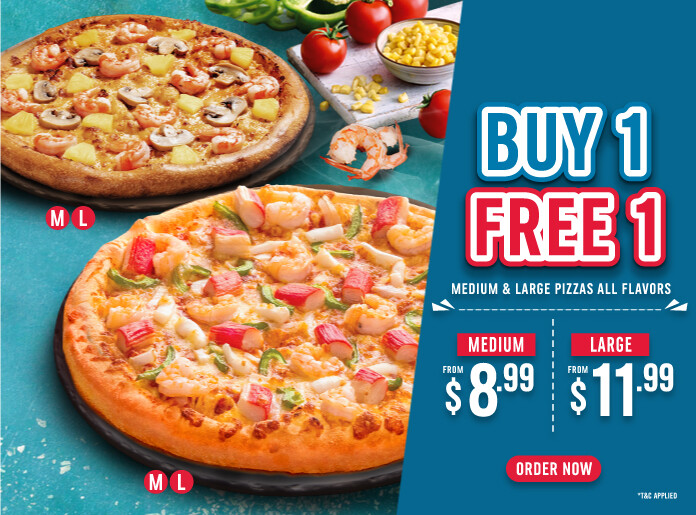 M L
M L
BUY 1
FREE 1
MEDIUM & LARGE PIZZAS ALL FLAVORS
MEDIUM
FROM
$8.99
LARGE
FROM
$11.99
ORDER NOW
*T&C APPLIED